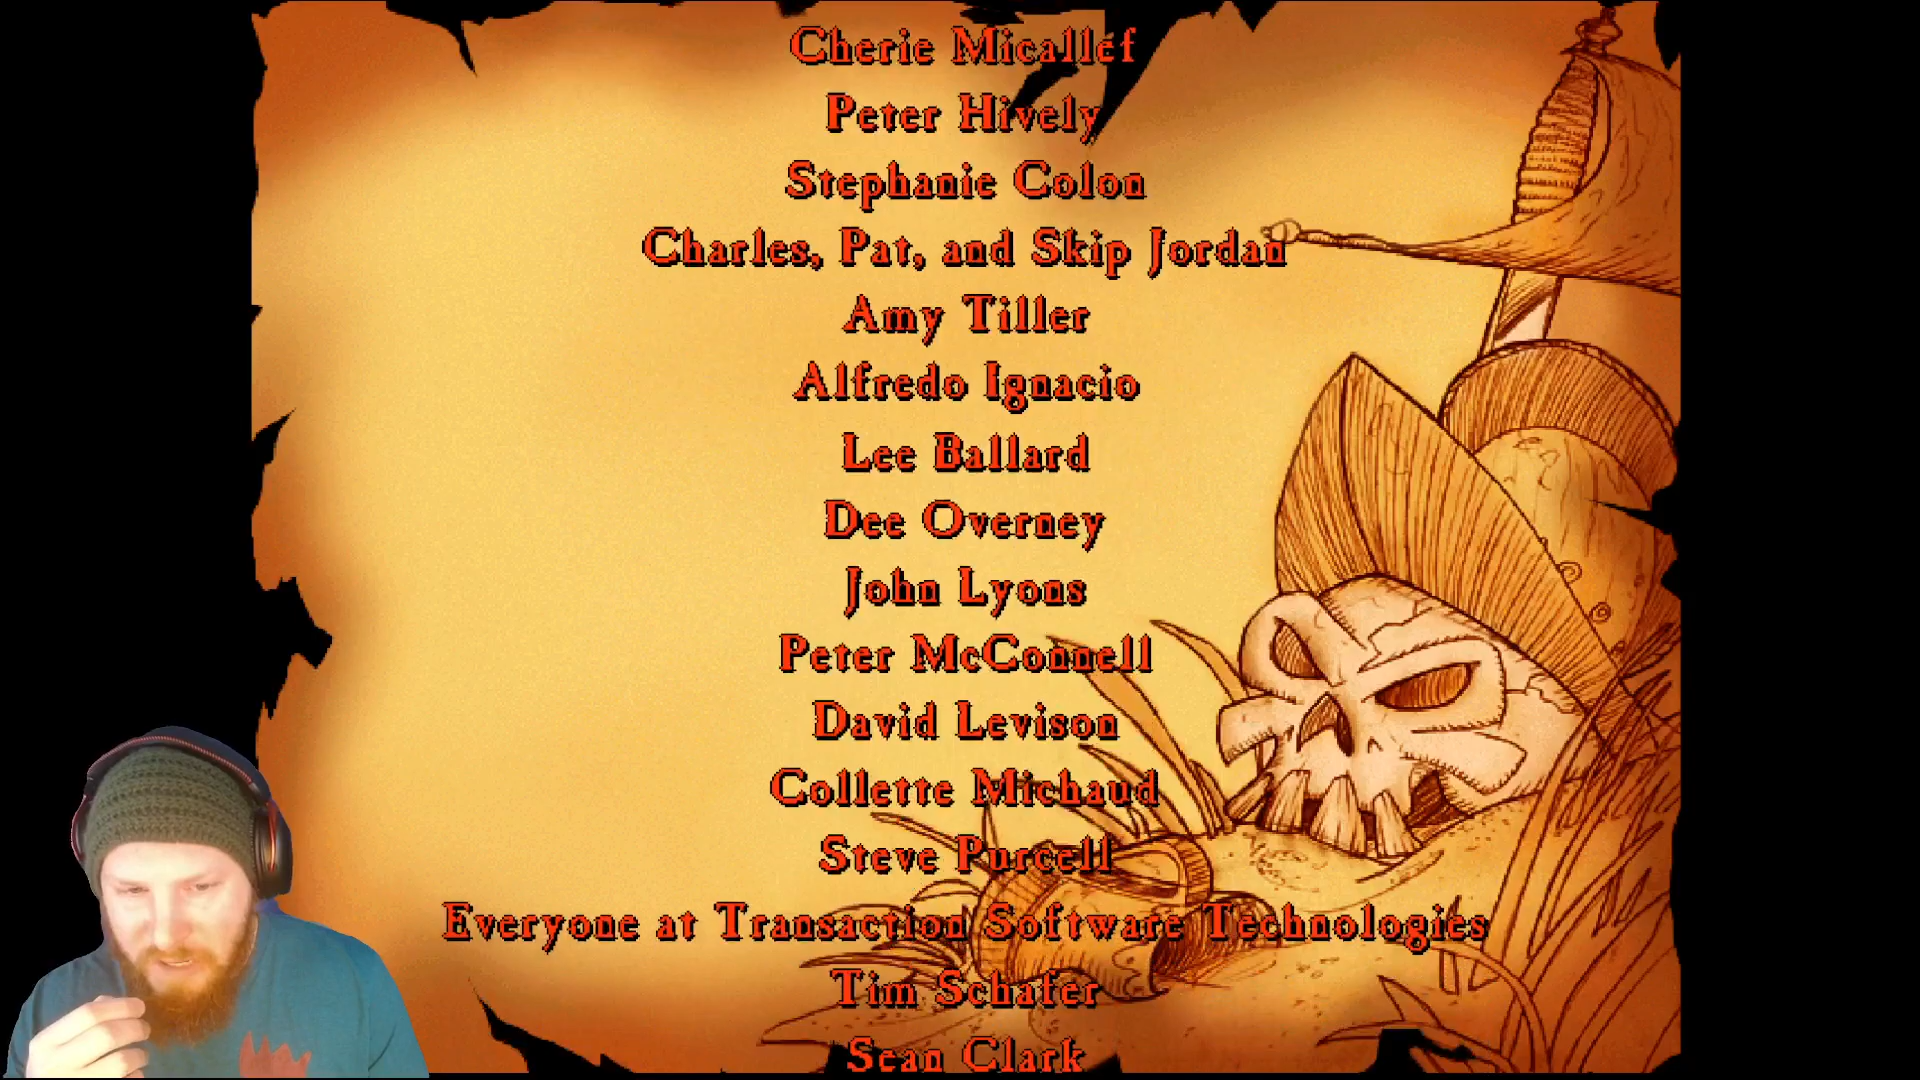 Cherie Micallef
Peter Hively
Stephanie Colon
Charles, Pat, and Skip Jordan
Amy Tiller
Alfredo Ignacio
Lee Ballard
Dee Overney
John Lyons
Peter McConnell
David Levison
Collette Michaud
Steve Purcell
Everyone at Transaction Software Technologies
Tim Schafer
Sean Clark